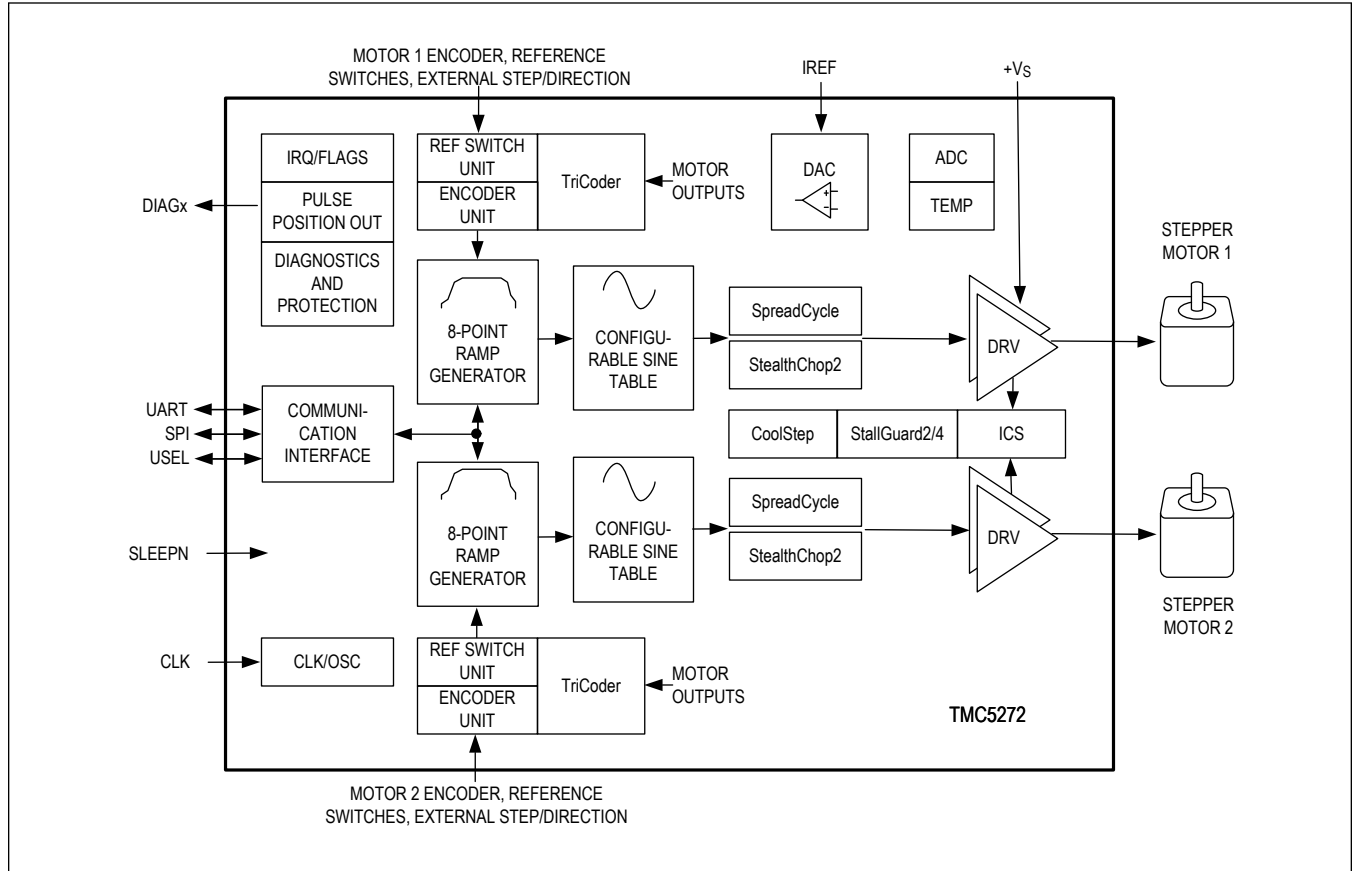 MOTOR 1 ENCODER, REFERENCE
SWITCHES, EXTERNAL STEP/DIRECTION
IREF
+VS
IRQ/FLAGS
PULSE
POSITION OUT
DIAGNOSTICS
AND
PROTECTION
DIAGx
REF SWITCH
UNIT
ENCODER
UNIT
TriCoder
MOTOR
OUTPUTS
DAC
ADC
TEMP
STEPPER
MOTOR 1
8-POINT
RAMP
GENERATOR
CONFIGU-
RABLE SINE
TABLE
SpreadCycle
StealthChop2
DRV
UART
SPI
USEL
COMMUNI-
CATION
INTERFACE
CoolStep
StallGuard2/4
ICS
8-POINT
RAMP
GENERATOR
CONFIGU-
RABLE SINE
TABLE
SpreadCycle
StealthChop2
DRV
SLEEPN
STEPPER
MOTOR 2
CLK
CLK/OSC
REF SWITCH
UNIT
ENCODER
UNIT
TriCoder
MOTOR
OUTPUTS
TMC5272
MOTOR 2 ENCODER, REFERENCE
SWITCHES, EXTERNAL STEP/DIRECTION